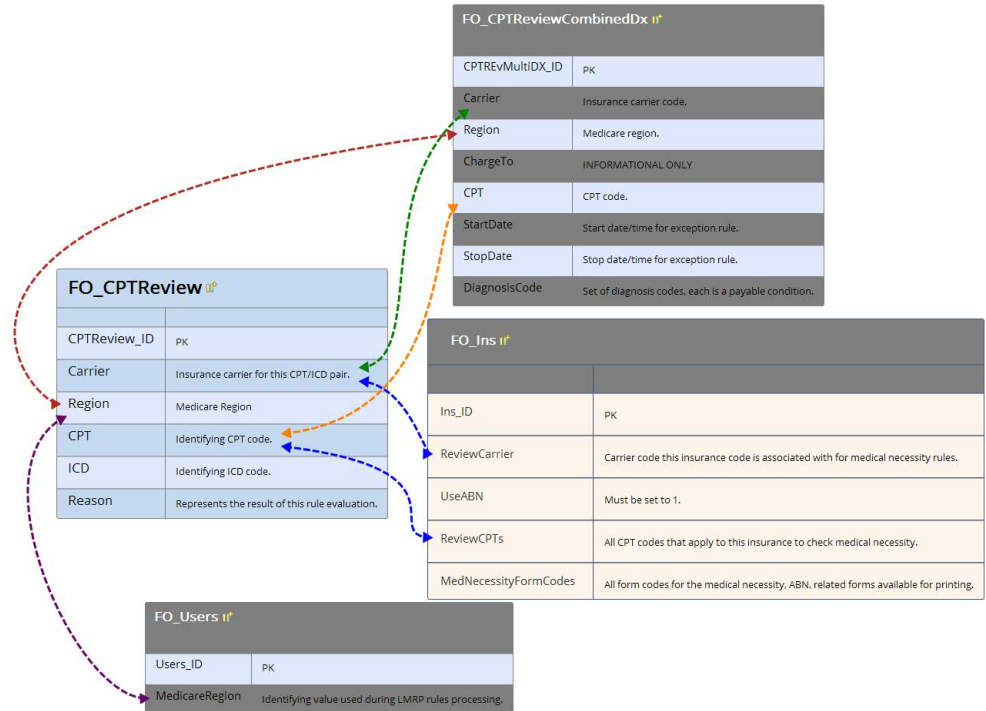 FO_CPTReviewCombinedDx
CPTREvMultiDX_ID PK
Carrier Insurance carrier code.
Region Medicare region.
ChargeTo INFORMATIONAL ONLY
CPT CPT code.
StartDate Start date/time for exception rule.
StopDate Stop date/time for exception rule.
DiagnosisCode Set of diagnosis codes, each is a payable condition.
FO_CPTReview
CPTReview_ID PK
Carrier Insurance carrier for this CPT/ICD pair.
Region Medicare Region
CPT Identifying CPT code.
ICD Identifying ICD code.
Reason Represents the result of this rule evaluation.
FO_Ins
Ins_ID PK
ReviewCarrier Carrier code this insurance code is associated with for medical necessity rules.
UseABN Must be set to 1.
ReviewCPTs All CPT codes that apply to this insurance to check medical necessity.
MedNecessityFormCodes All form codes for the medical necessity, ABN, related forms available for printing.
FO_Users
Users_ID PK
MedicareRegion Identifying value used during LMRP rules processing.